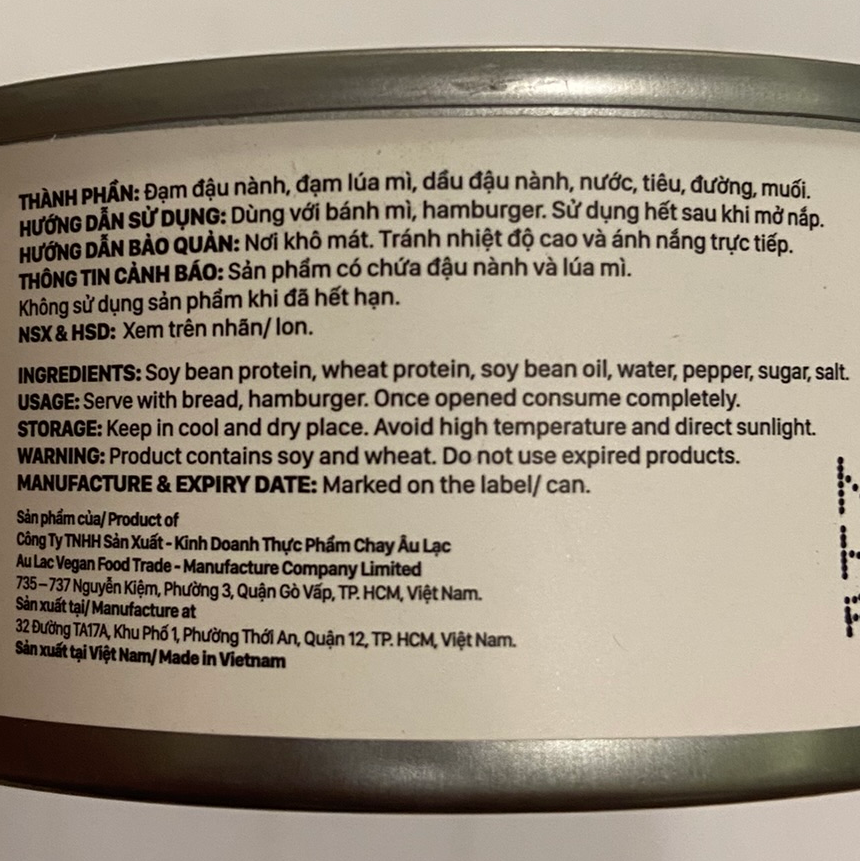 THÀNH PHẦN: Đạm đậu nành, đạm lúa mì, dầu đậu nành, nước, tiêu, đường, muối.
HƯỚNG DẪN SỬ DỤNG: Dùng với bánh mì, hamburger. Sử dụng hết sau khi mở nắp.
HƯỚNG DẪN BẢO QUẢN: Nơi khô mát. Tránh nhiệt độ cao và ánh nắng trực tiếp.
THÔNG TIN CẢNH BÁO: Sản phẩm có chứa đậu nành và lúa mì.
Không sử dụng sản phẩm khi đã hết hạn.
NSX & HSD: Xem trên nhãn/ lon.
INGREDIENTS: Soy bean protein, wheat protein, soy bean oil, water, pepper, sugar, salt.
USAGE: Serve with bread, hamburger. Once opened consume completely.
STORAGE: Keep in cool and dry place. Avoid high temperature and direct sunlight.
WARNING: Product contains soy and wheat. Do not use expired products.
MANUFACTURE & EXPIRY DATE: Marked on the label/ can.
Sản phẩm của/ Product of
Công Ty TNHH Sản Xuất - Kinh Doanh Thực Phẩm Chay Âu Lạc
Au Lac Vegan Food Trade - Manufacture Company Limited
735-737 Nguyễn Kiệm, Phường 3, Quận Gò Vấp, TP. HCM, Việt Nam.
Sản xuất tại/ Manufacture at
32 Đường TA17A, Khu Phố 1, Phường Thới An, Quận 12, TP. HCM, Việt Nam.
Sản xuất tại Việt Nam/ Made in Vietnam